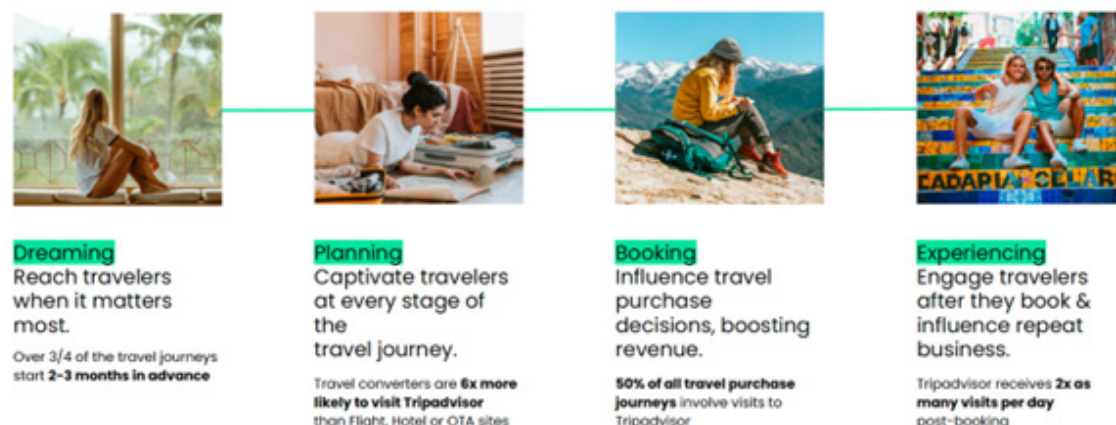 CADARIA SELAR
Dreaming
Reach travelers
when it matters
most.
Over 3/4 of the travel journeys
start 2-3 months in advance
Planning
Captivate travelers
at every stage of
the
travel journey.
Travel converters are 6x more
likely to visit Tripadvisor
than Flight, Hotel or OTA sites
Booking
Influence travel
purchase
decisions, boosting
revenue.
50% of all travel purchase
journeys involve visits to
Tripadvisor
Experiencing
Engage travelers
after they book &
influence repeat
business.
Tripadvisor receives 2x as
many visits per day
post-booking